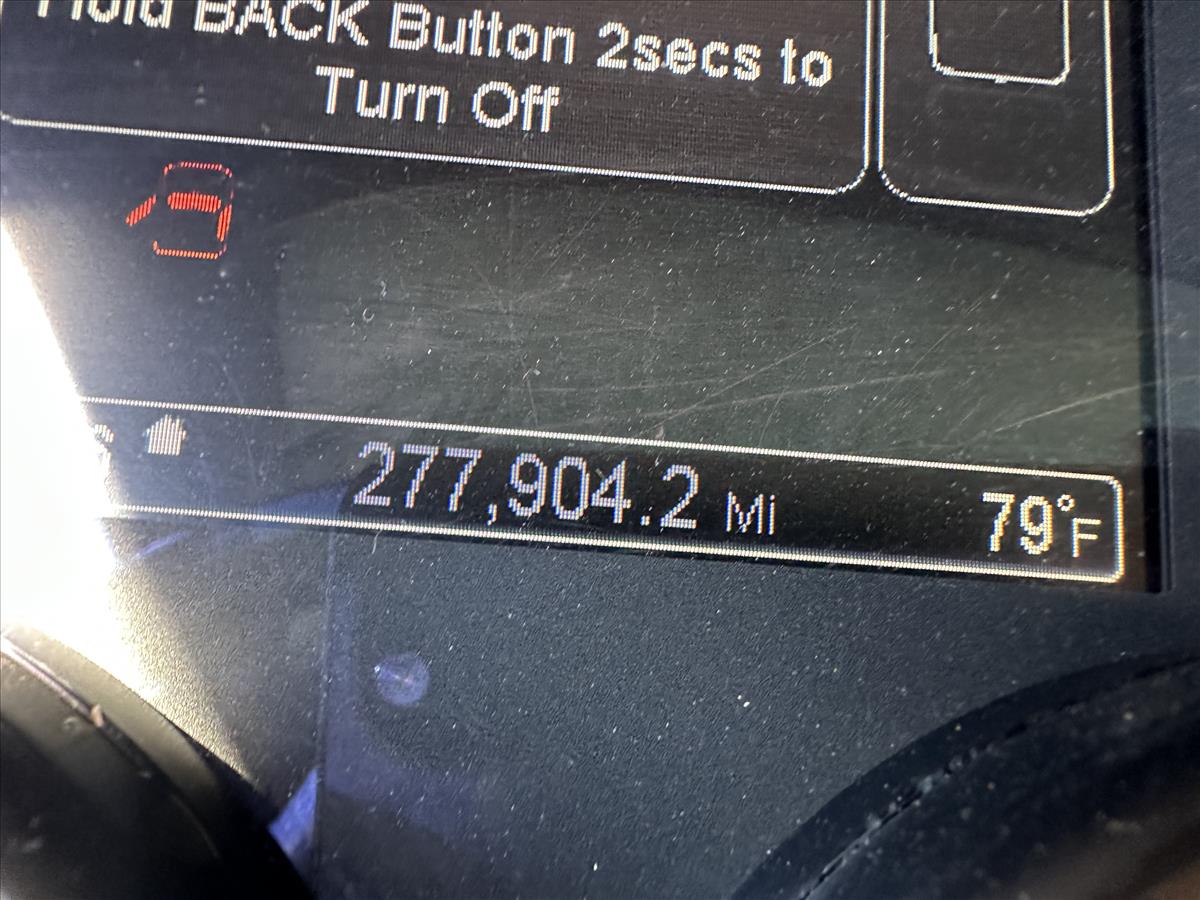 Hold BACK Button 2secs to
Turn Off
277,904.2 Mi 79°F